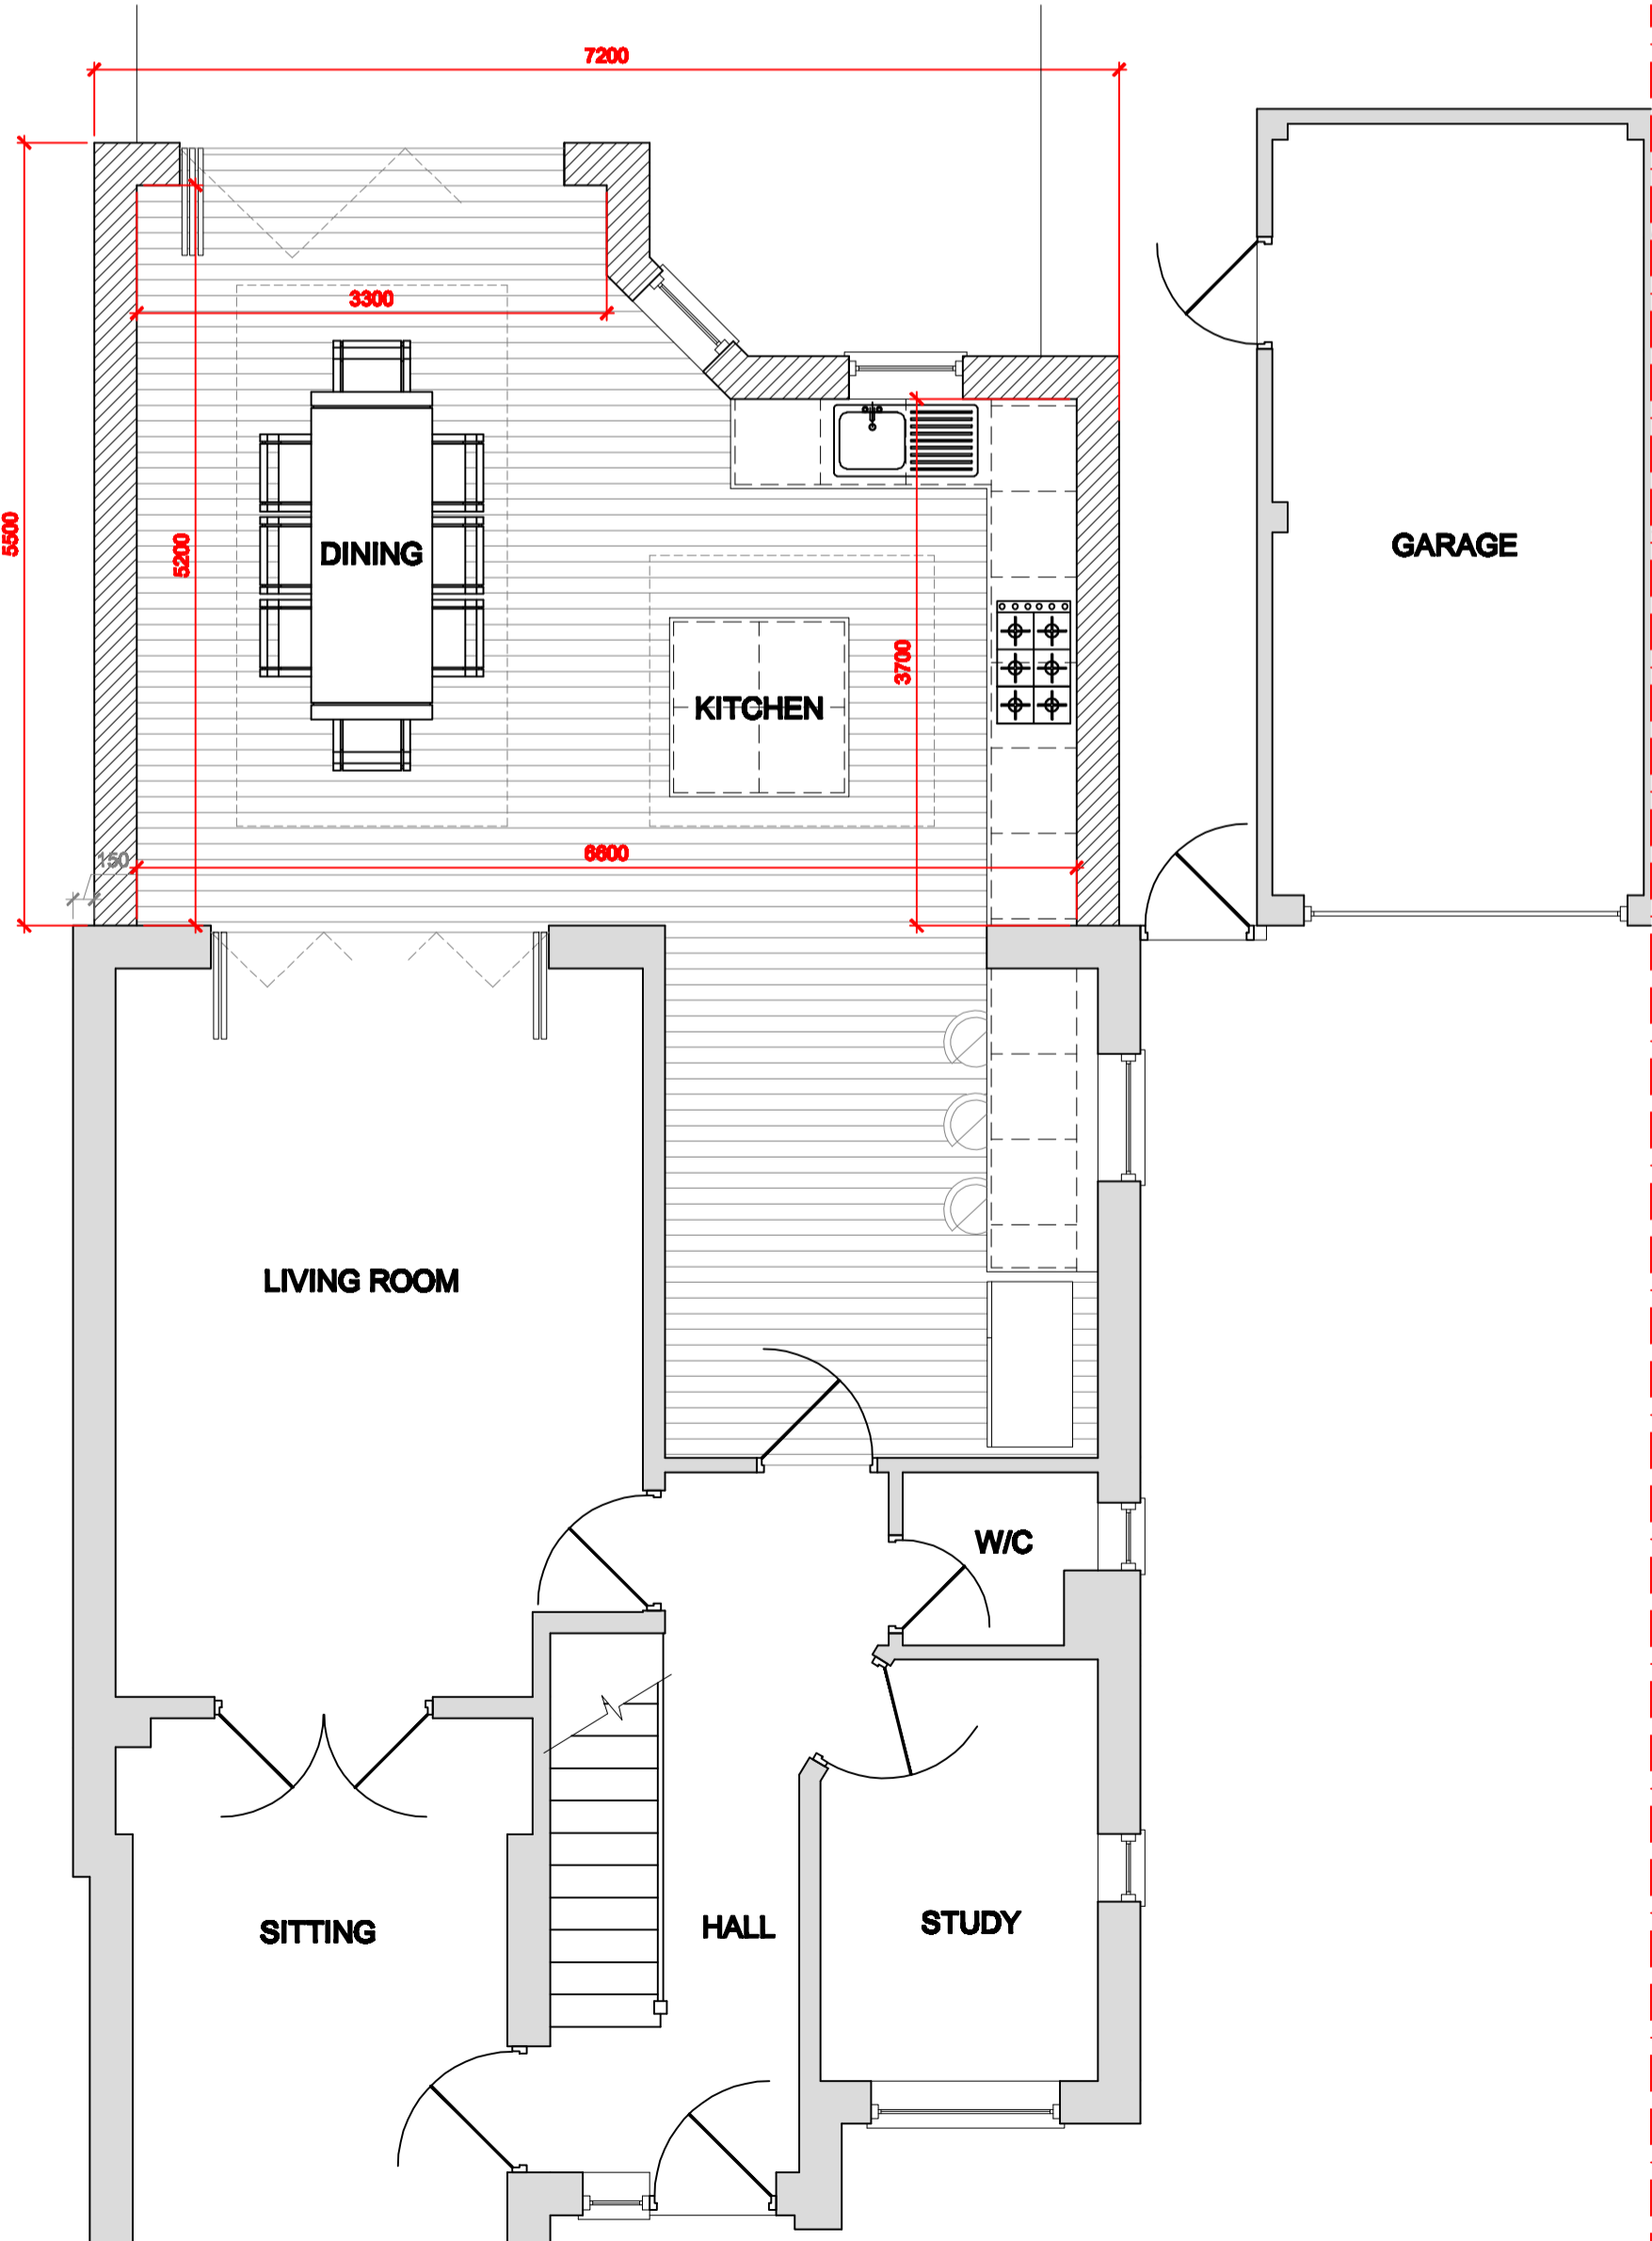 7200
3300
5500
5200
DINING
GARAGE
3700
KITCHEN
150
6600
LIVING ROOM
W/C
SITTING
HALL
STUDY